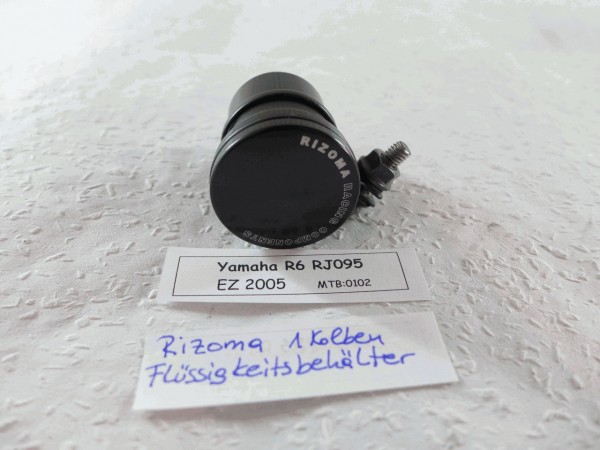 RIZOMA RACING COMPONENTS
Yamaha R6 RJ095
EZ 2005 MTB:0102
Rizoma 1 Kolben
Flüssigkeitsbehälter